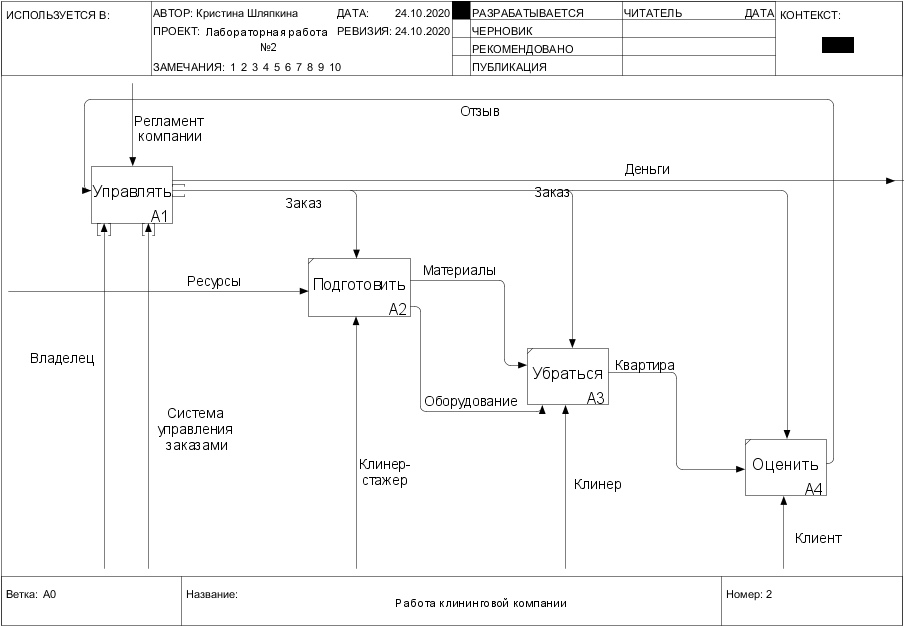 ИСПОЛЬЗУЕТСЯ В:
АВТОР: Кристина Шляпкина
ДАТА: 24.10.2020
ПРОЕКТ: Лабораторная работа
№2
РЕВИЗИЯ: 24.10.2020
ЗАМЕЧАНИЯ: 1 2 3 4 5 6 7 8 9 10
РАЗРАБАТЫВАЕТСЯ
ЧЕРНОВИК
РЕКОМЕНДОВАНО
ПУБЛИКАЦИЯ
ЧИТАТЕЛЬ
ДАТА
КОНТЕКСТ:
Отзыв
Регламент
компании
Деньги
Управлять
A1
Заказ
Заказ
Ресурсы
Подготовить
A2
Материалы
Владелец
Убраться
A3
Квартира
Оборудование
Система
управления
заказами
Клинер-
стажер
Клинер
Оценить
A4
Клиент
Ветка: A0
Название:
Работа клининговой компании
Номер: 2